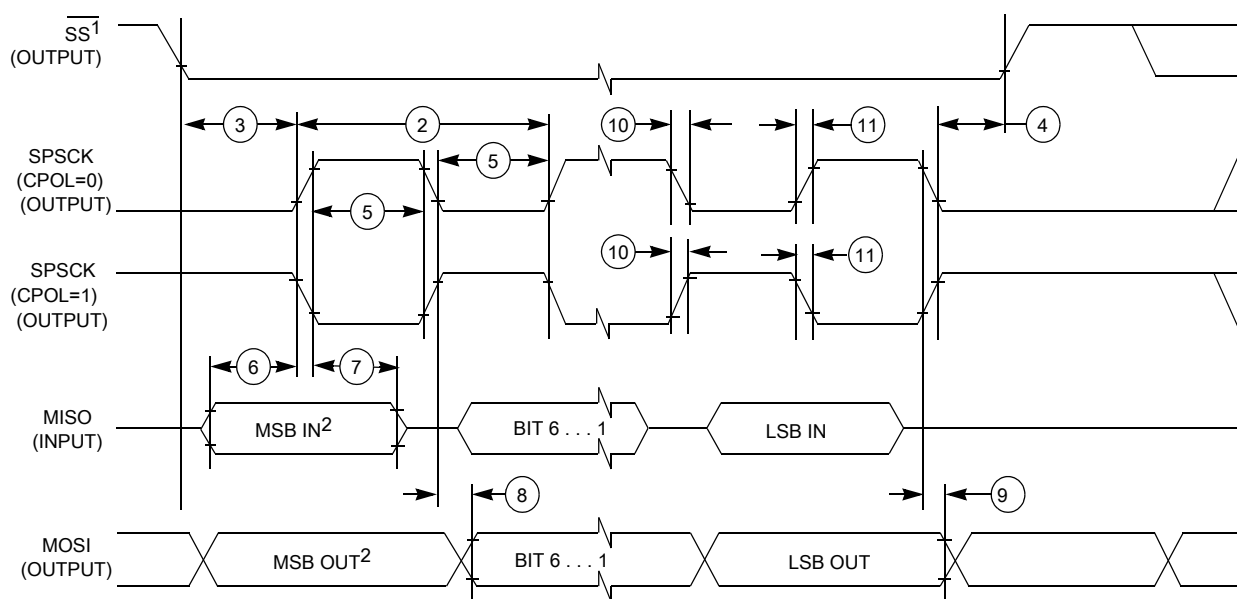 SS1
(OUTPUT)
3
2
10
11
4
SPSCK
(CPOL=0)
(OUTPUT)
5
5
SPSCK
(CPOL=1)
(OUTPUT)
10
11
6
7
MISO
(INPUT)
MSB IN2
BIT 6 . . . 1
LSB IN
8
9
MOSI
(OUTPUT)
MSB OUT2
BIT 6 . . . 1
LSB OUT